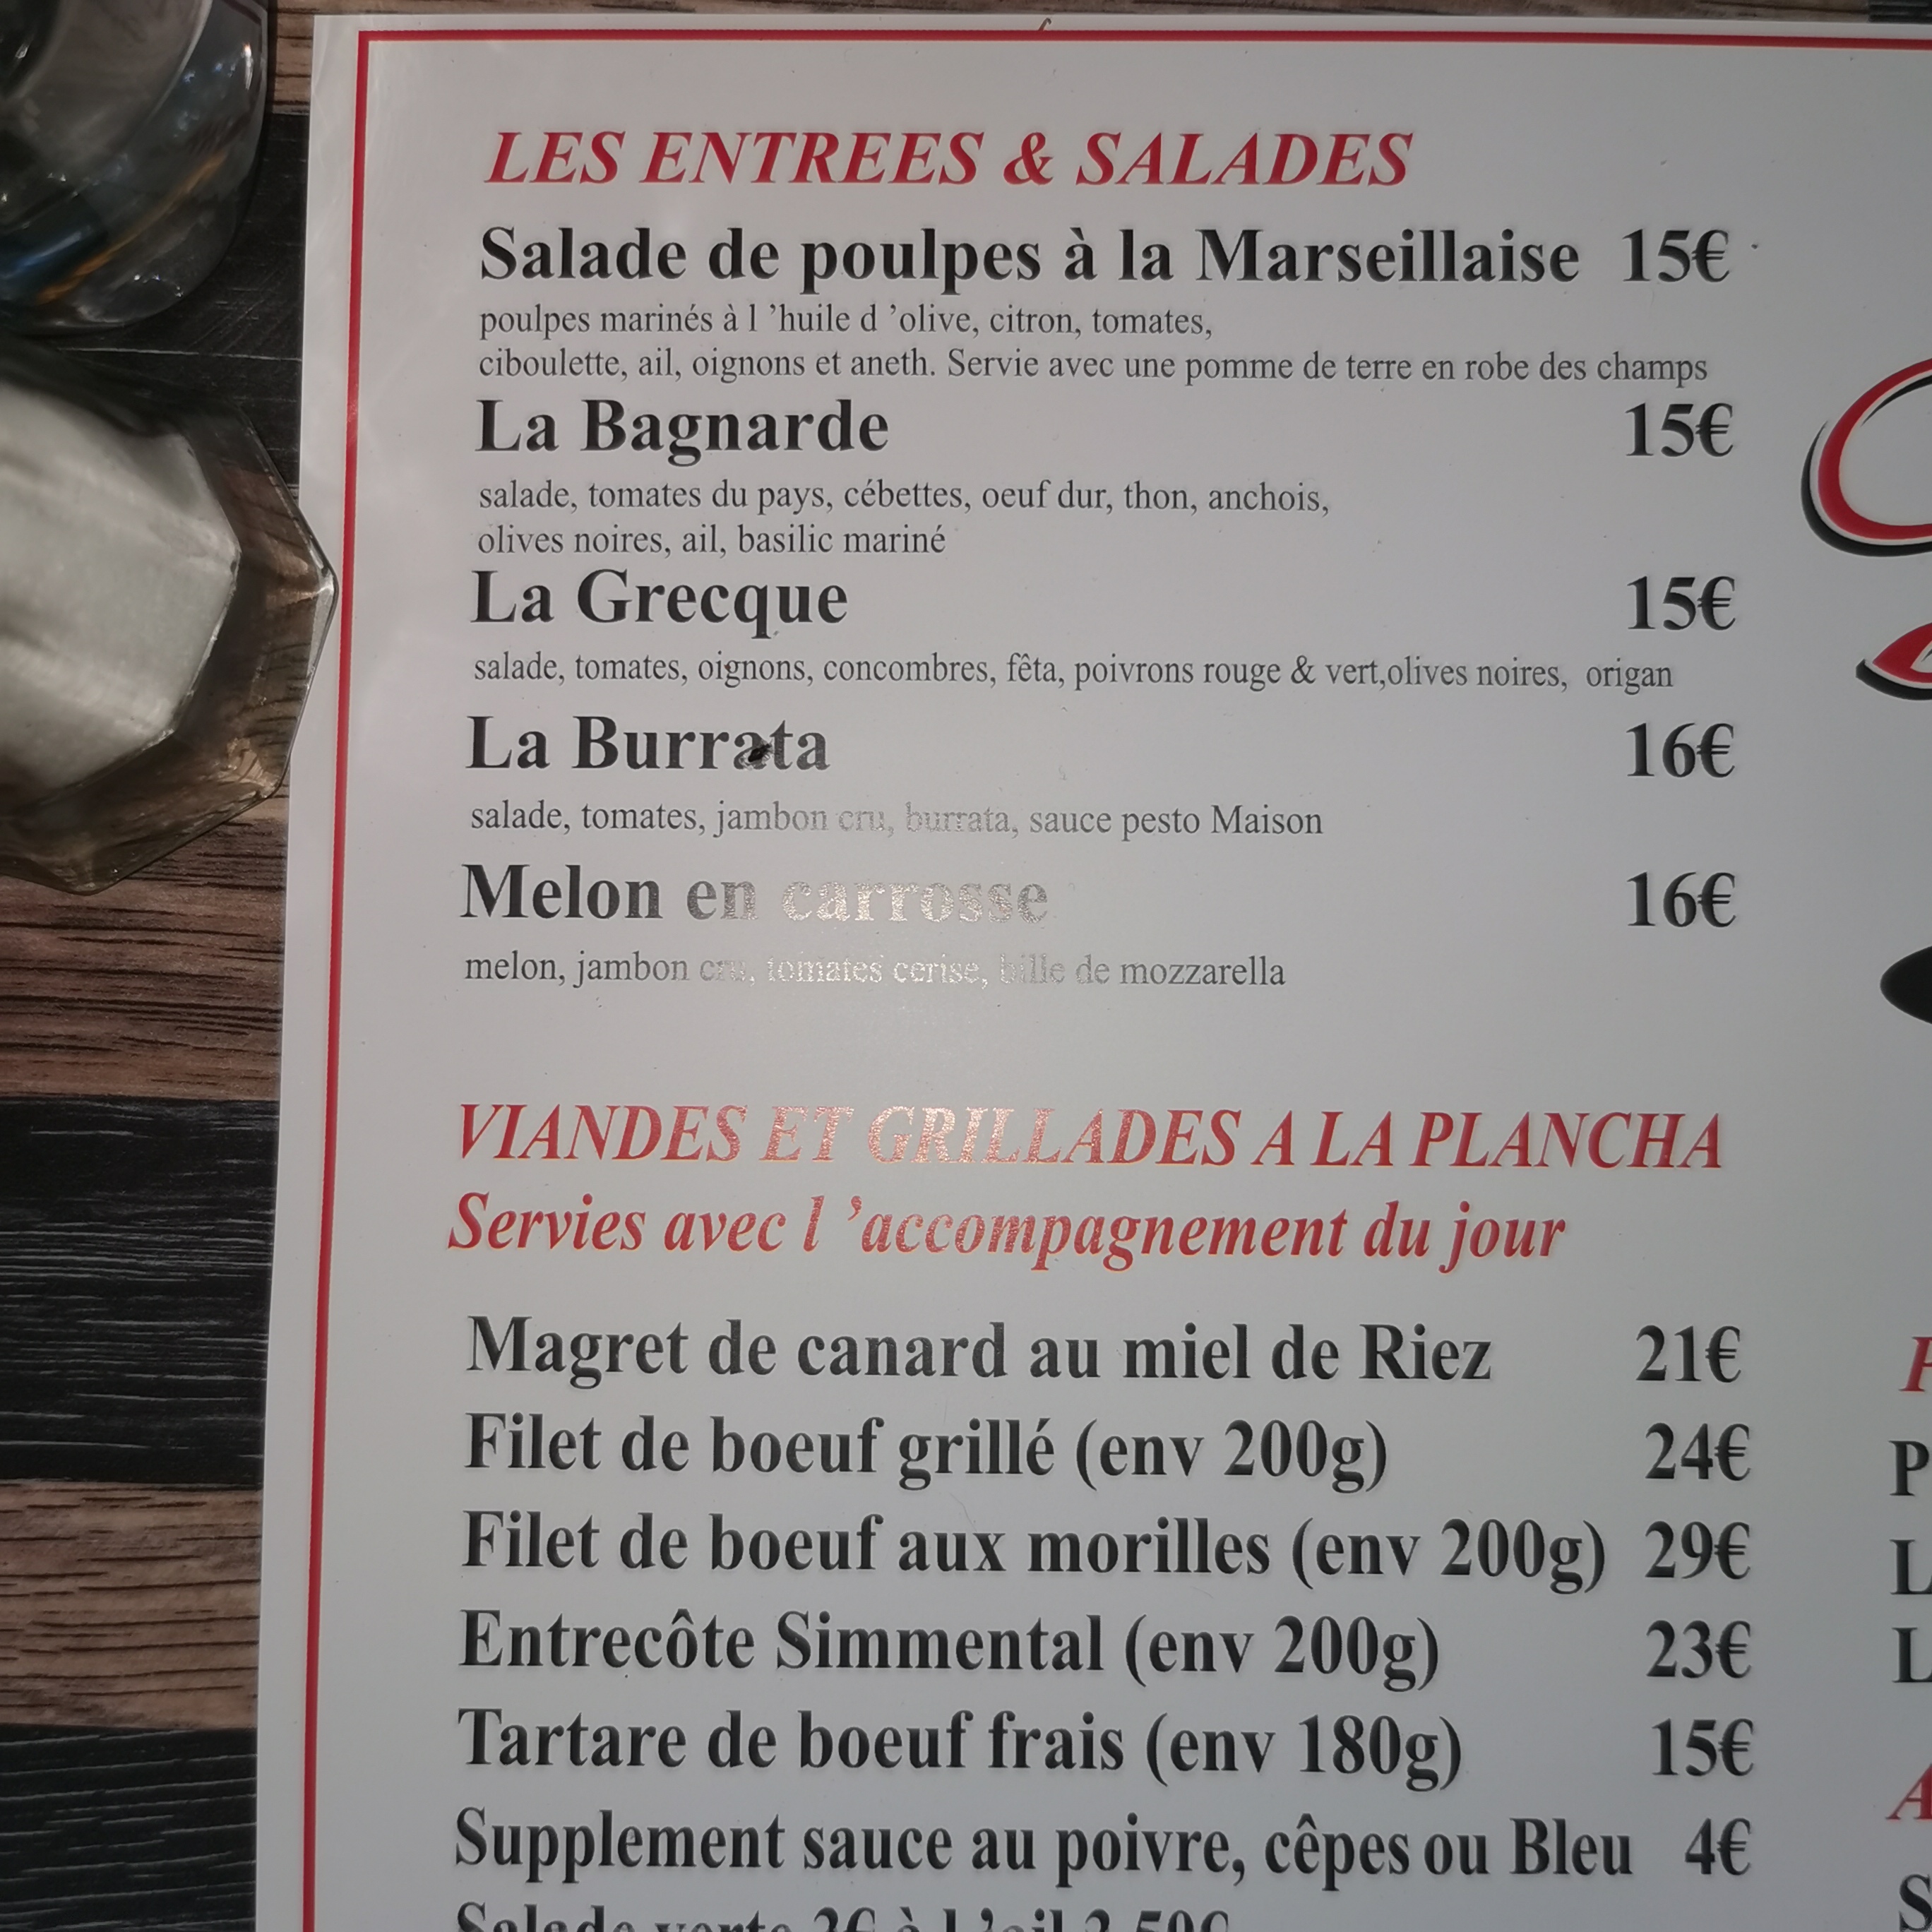 LES ENTREES & SALADES
Salade de poulpes à la Marseillaise 15€
poulpes marinés à l ’huile d ’olive, citron, tomates,
ciboulette, ail, oignons et aneth. Servie avec une pomme de terre en robe des champs
La Bagnarde 15€
salade, tomates du pays, cébettes, oeuf dur, thon, anchois,
olives noires, ail, basilic mariné
La Grecque 15€
salade, tomates, oignons, concombres, fêta, poivrons rouge & vert,olives noires, origan
La Burrata 16€
salade, tomates, jambon cru, burrata, sauce pesto Maison
Melon en carrosse 16€
melon, jambon cru, tomates cerise, bille de mozzarella
VIANDES ET GRILLADES A LA PLANCHA
Servies avec l ’accompagnement du jour
Magret de canard au miel de Riez 21€
Filet de boeuf grillé (env 200g) 24€
Filet de boeuf aux morilles (env 200g) 29€
Entrecôte Simmental (env 200g) 23€
Tartare de boeuf frais (env 180g) 15€
Supplement sauce au poivre, cêpes ou Bleu 4€
Salade verte 2€ à L’ail 2,50€